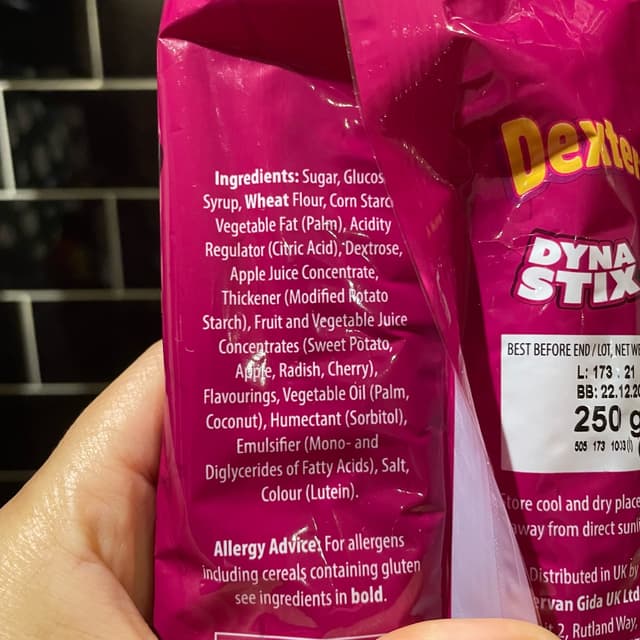 Ingredients: Sugar, Glucos
Syrup, Wheat Flour, Corn Starc
Vegetable Fat (Palm), Acidity
Regulator (Citric Acid), Dextrose,
Apple Juice Concentrate,
Thickener (Modified Potato
Starch), Fruit and Vegetable Juice
Concentrates (Sweet Potato,
Apple, Radish, Cherry),
Flavourings, Vegetable Oil (Palm,
Coconut), Humectant (Sorbitol),
Emulsifier (Mono- and
Diglycerides of Fatty Acids), Salt,
Colour (Lutein).
Allergy Advice: For allergens
including cereals containing gluten
see ingredients in bold.
Dexter
DYNA
STIX
BEST BEFORE END / LOT, NET WE
L: 173 21
BB: 22.12.20
250 g
505 173
tore cool and dry place
away from direct sunli
Distributed in UK by
ervan Gida UK Ltd
it 2, Rutland Way,